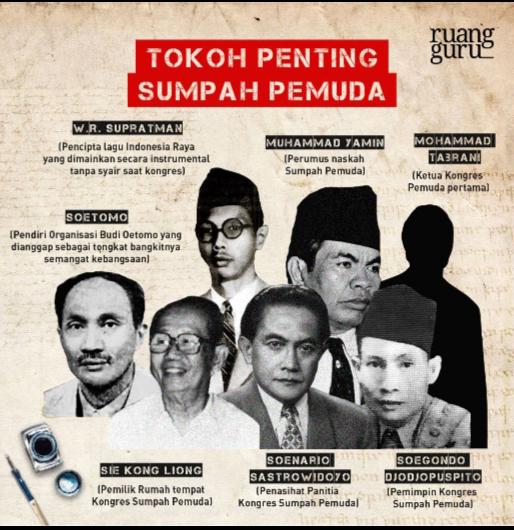 ruang
guru
TOKOH PENTING
SUMPAH PEMUDA
W.R. SUPRATMAN
(Pencipta lagu Indonesia Raya
yang dimainkan secara instrumental
tanpa syair saat kongres)
MUHAMMAD YAMIN
(Perumus naskah
Sumpah Pemuda)
MOHAMMAD
TABRANI
(Ketua Kongres
Pemuda pertama)
SOETOMO
(Pendiri Organisasi Budi Oetomo yang
dianggap sebagai tongkat bangkitnya
semangat kebangsaan)
SIE KONG LIONG
(Pemilik Rumah tempat
Kongres Sumpah Pemuda)
SOENARIO
SASTROWIDOYO
(Penasihat Panitia
Kongres Sumpah Pemuda)
SOEGONDO
DJODJOPUSPITO
(Pemimpin Kongres
Sumpah Pemuda)